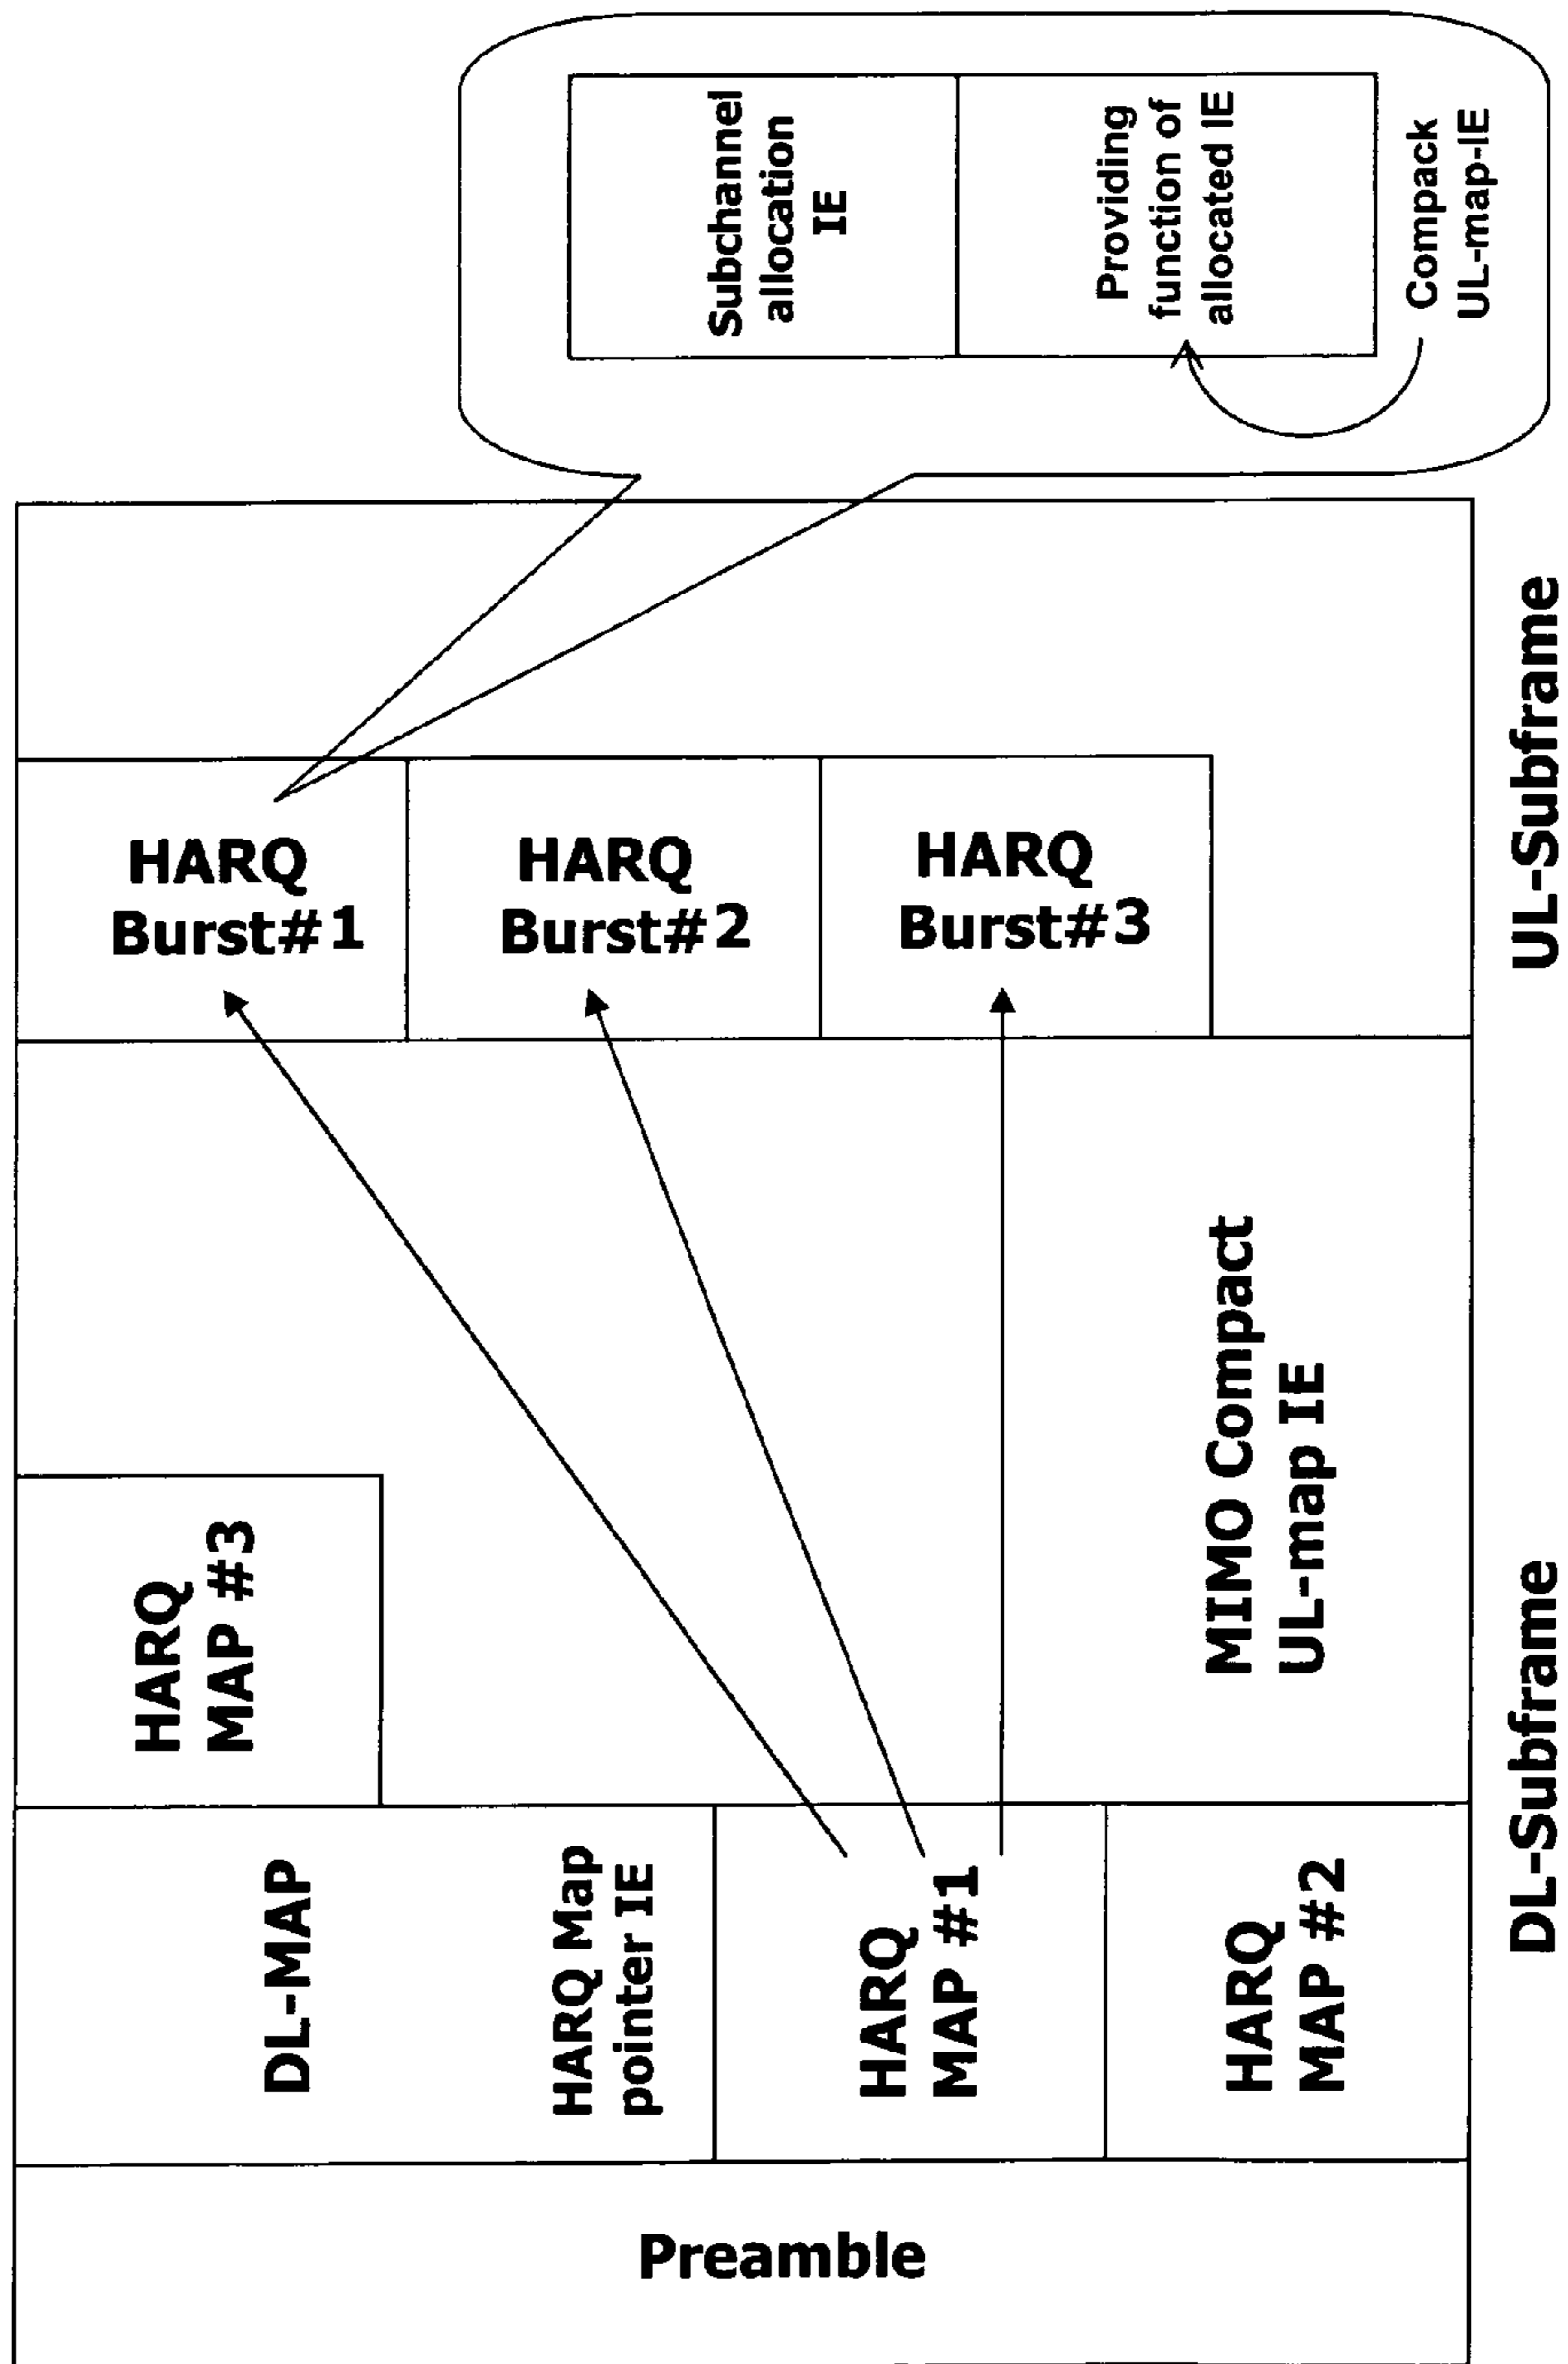 Preamble
DL-MAP
HARQ Map
pointer IE
HARQ
MAP #1
HARQ
MAP #2
HARQ
MAP #3
MIMO Compact
UL-map IE
DL-Subframe
HARQ
Burst#1
HARQ
Burst#2
HARQ
Burst#3
UL-Subframe
Subchannel
allocation
IE
Providing
function of
allocated IE
Compack
UL-map-IE